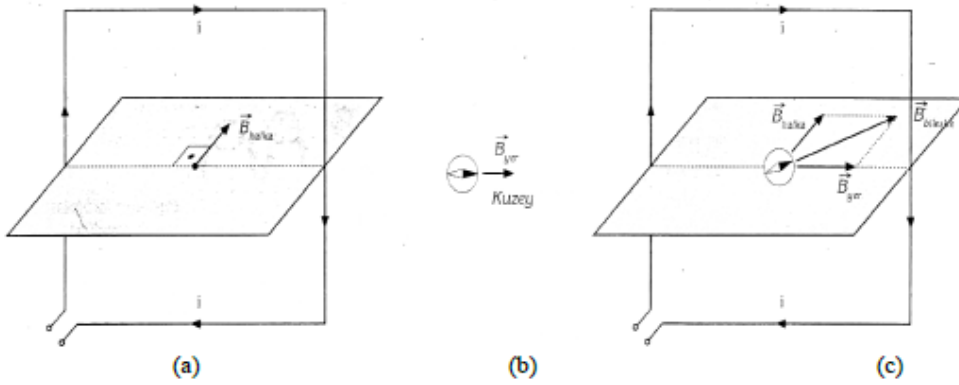 i
B halka
i
(a)
B yer
Kuzey
(b)
i
B halka
B bileşke
B yer
i
(c)